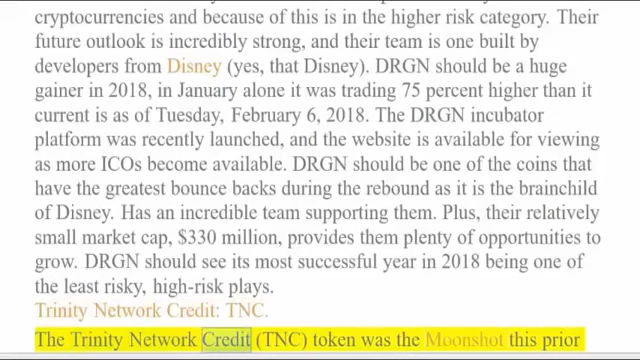 cryptocurrencies and because of this is in the higher risk category. Their
future outlook is incredibly strong, and their team is one built by
developers from Disney (yes, that Disney). DRGN should be a huge
gainer in 2018, in January alone it was trading 75 percent higher than it
current is as of Tuesday, February 6, 2018. The DRGN incubator
platform was recently launched, and the website is available for viewing
as more ICOs become available. DRGN should be one of the coins that
have the greatest bounce backs during the rebound as it is the brainchild
of Disney. Has an incredible team supporting them. Plus, their relatively
small market cap, $330 million, provides them plenty of opportunities to
grow. DRGN should see its most successful year in 2018 being one of
the least risky, high-risk plays.
Trinity Network Credit: TNC.
The Trinity Network Credit (TNC) token was the Moonshot this prior